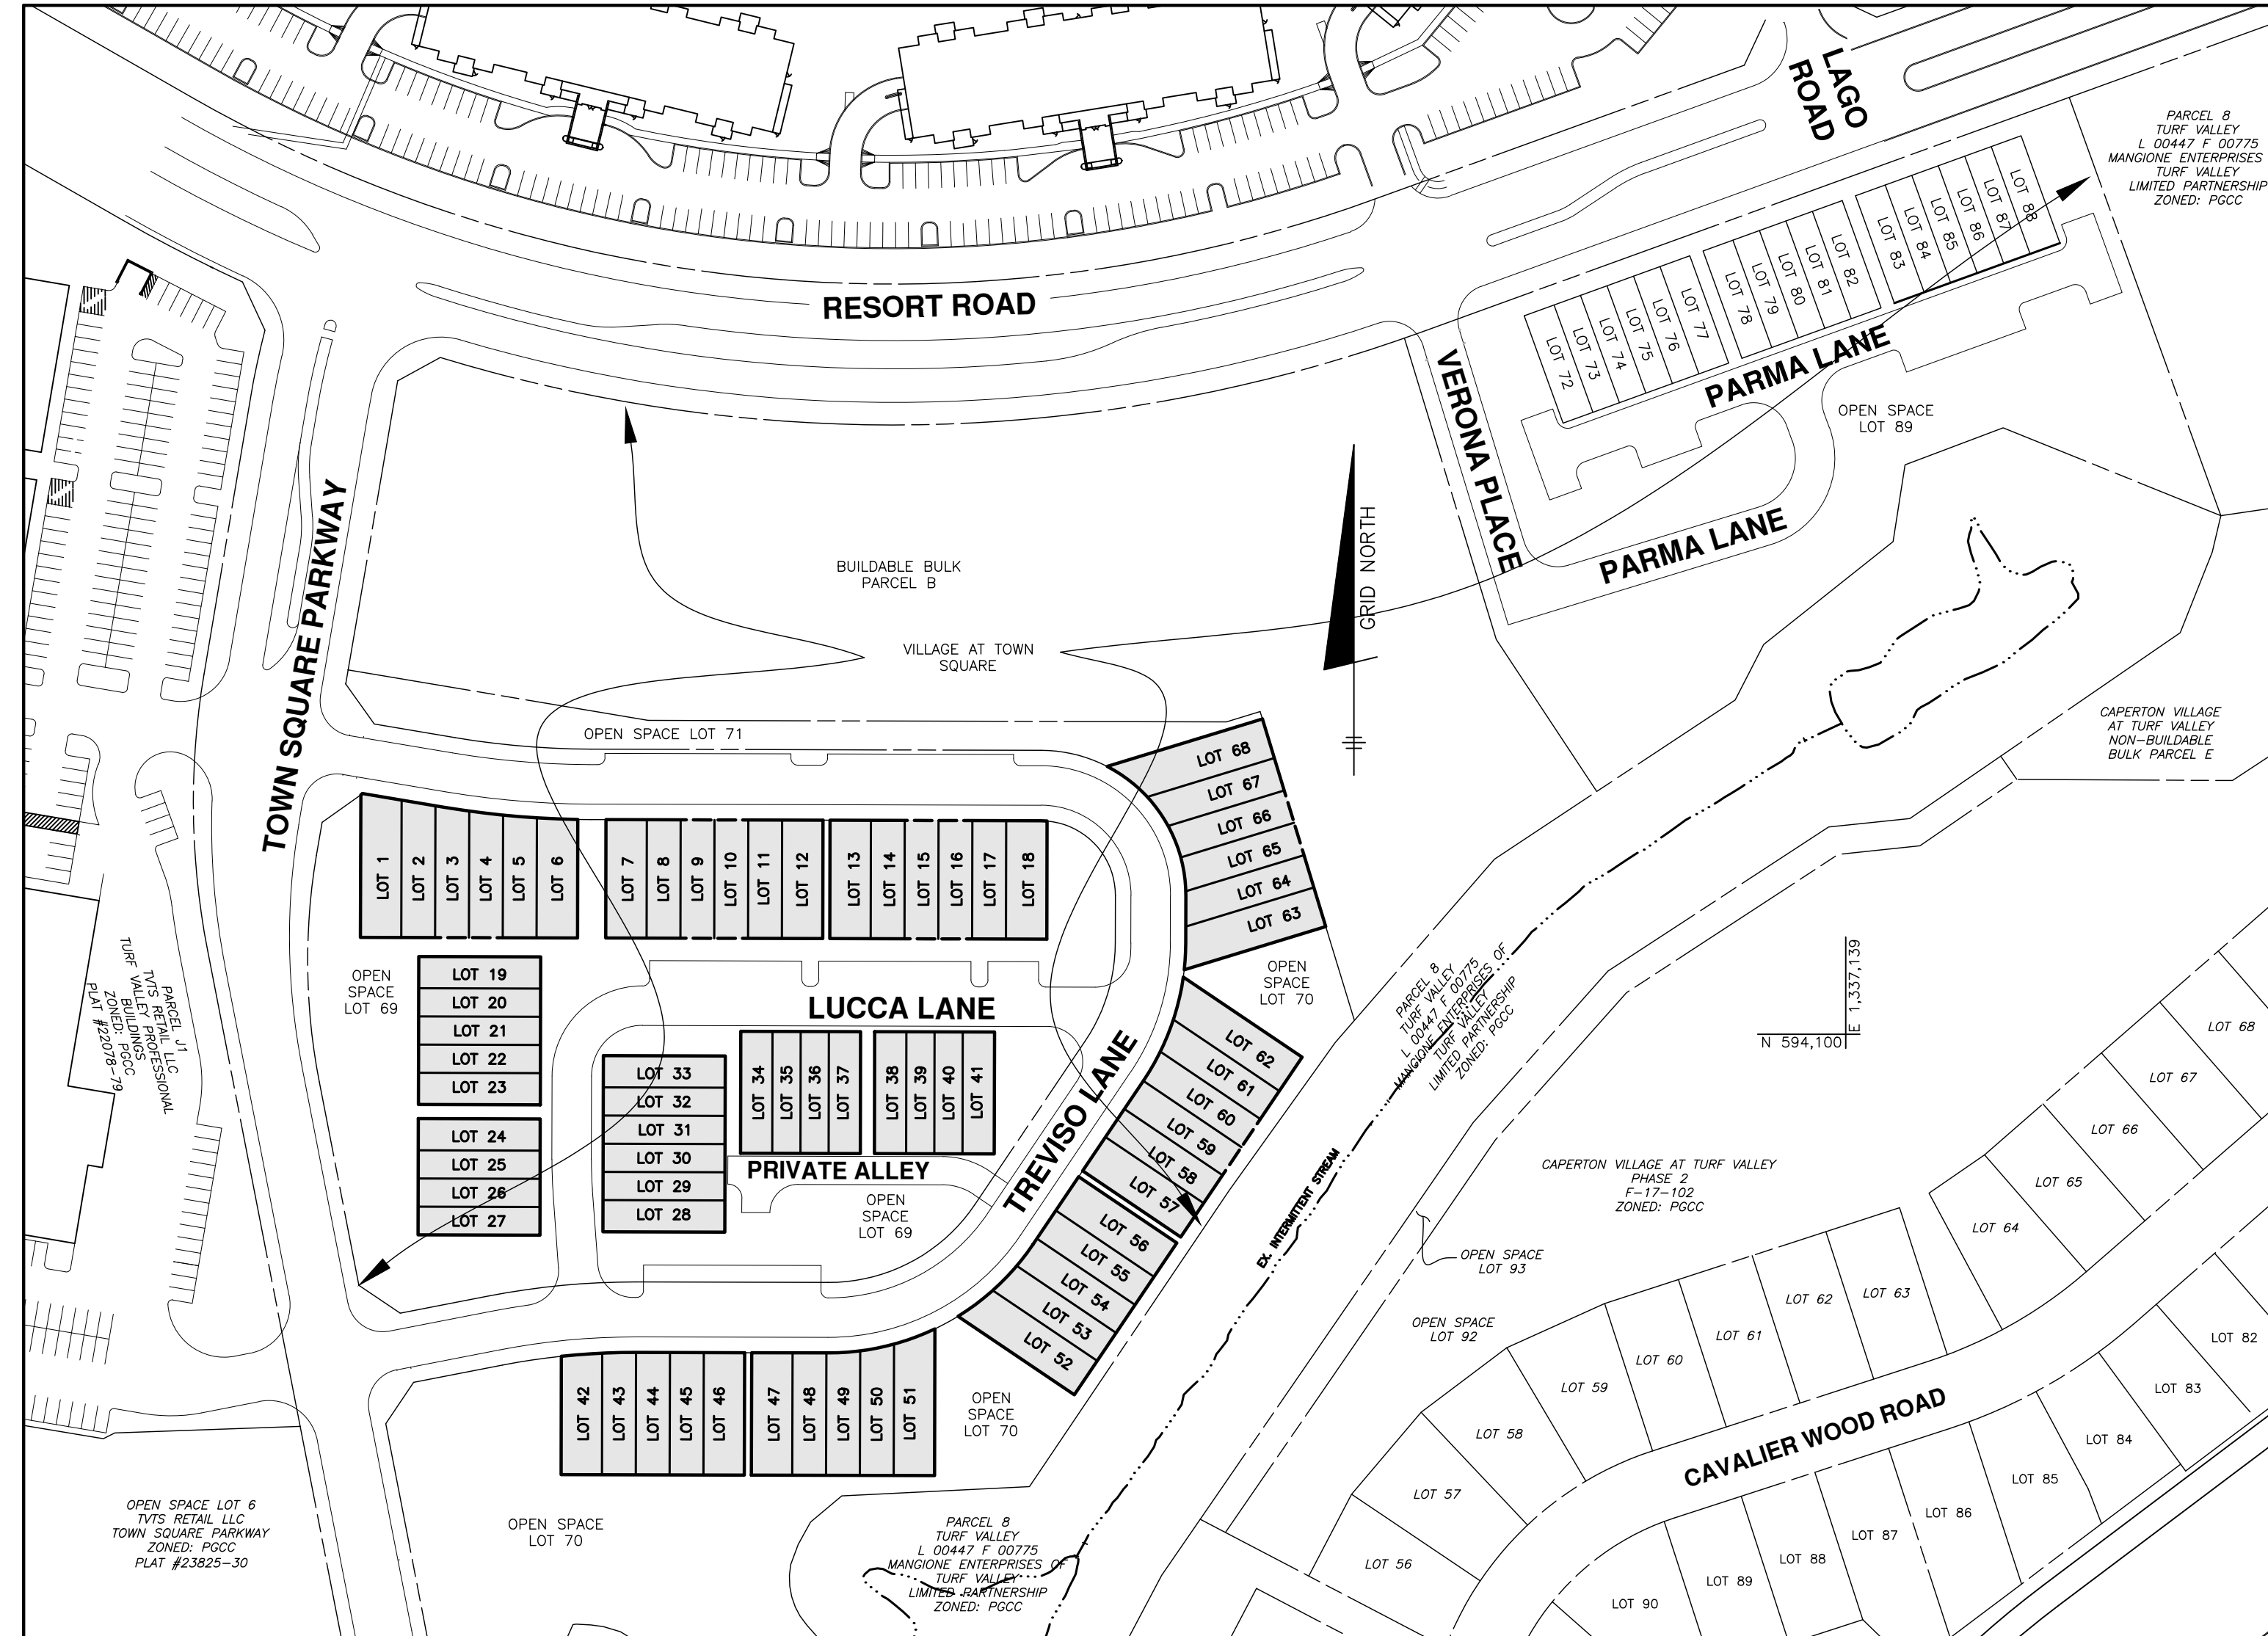 LAGO
ROAD
PARCEL 8
TURF VALLEY
L 00447 F 00775
MANGIONE ENTERPRISES
TURF VALLEY
LIMITED PARTNERSHIP
ZONED: PGCC
RESORT ROAD
LOT 72
LOT 73
LOT 74
LOT 75
LOT 76
LOT 77
LOT 78
LOT 79
LOT 80
LOT 81
LOT 82
LOT 83
LOT 84
LOT 85
LOT 86
LOT 87
LOT 88
PARMA LANE
VERONA PLACE
OPEN SPACE
LOT 89
PARMA LANE
TOWN SQUARE PARKWAY
BUILDABLE BULK
PARCEL B
GRID NORTH
VILLAGE AT TOWN
SQUARE
OPEN SPACE LOT 71
CAPERTON VILLAGE
AT TURF VALLEY
NON-BUILDABLE
BULK PARCEL E
LOT 68
LOT 67
LOT 66
LOT 65
LOT 64
LOT 63
LOT 1
LOT 2
LOT 3
LOT 4
LOT 5
LOT 6
LOT 7
LOT 8
LOT 9
LOT 10
LOT 11
LOT 12
LOT 13
LOT 14
LOT 15
LOT 16
LOT 17
LOT 18
PARCEL J1
TVTS RETAIL LLC
TURF VALLEY PROFESSIONAL
BUILDINGS
ZONED: PGCC
PLAT #22078-79
OPEN
SPACE
LOT 69
LOT 19
LOT 20
LOT 21
LOT 22
LOT 23
LOT 24
LOT 25
LOT 26
LOT 27
LUCCA LANE
LOT 33
LOT 32
LOT 31
LOT 30
LOT 29
LOT 28
LOT 34
LOT 35
LOT 36
LOT 37
LOT 38
LOT 39
LOT 40
LOT 41
PRIVATE ALLEY
OPEN
SPACE
LOT 69
TREVISO LANE
OPEN
SPACE
LOT 70
LOT 62
LOT 61
LOT 60
LOT 59
LOT 58
LOT 57
LOT 56
LOT 55
LOT 54
LOT 53
LOT 52
PARCEL 8
TURF VALLEY
L 00447 F 00775
MANGIONE ENTERPRISES OF
TURF VALLEY
LIMITED PARTNERSHIP
ZONED: PGCC
EX. INTERMITTENT STREAM
N 594,100
E 1,337,139
CAPERTON VILLAGE AT TURF VALLEY
PHASE 2
F-17-102
ZONED: PGCC
OPEN SPACE
LOT 93
OPEN SPACE
LOT 92
LOT 68
LOT 67
LOT 66
LOT 65
LOT 64
LOT 63
LOT 62
LOT 61
LOT 60
LOT 59
LOT 58
LOT 57
LOT 56
CAVALIER WOOD ROAD
LOT 82
LOT 83
LOT 84
LOT 85
LOT 86
LOT 87
LOT 88
LOT 89
LOT 90
LOT 42
LOT 43
LOT 44
LOT 45
LOT 46
LOT 47
LOT 48
LOT 49
LOT 50
LOT 51
OPEN
SPACE
LOT 70
OPEN SPACE
LOT 70
OPEN SPACE LOT 6
TVTS RETAIL LLC
TOWN SQUARE PARKWAY
ZONED: PGCC
PLAT #23825-30
PARCEL 8
TURF VALLEY
L 00447 F 00775
MANGIONE ENTERPRISES OF
TURF VALLEY
LIMITED PARTNERSHIP
ZONED: PGCC